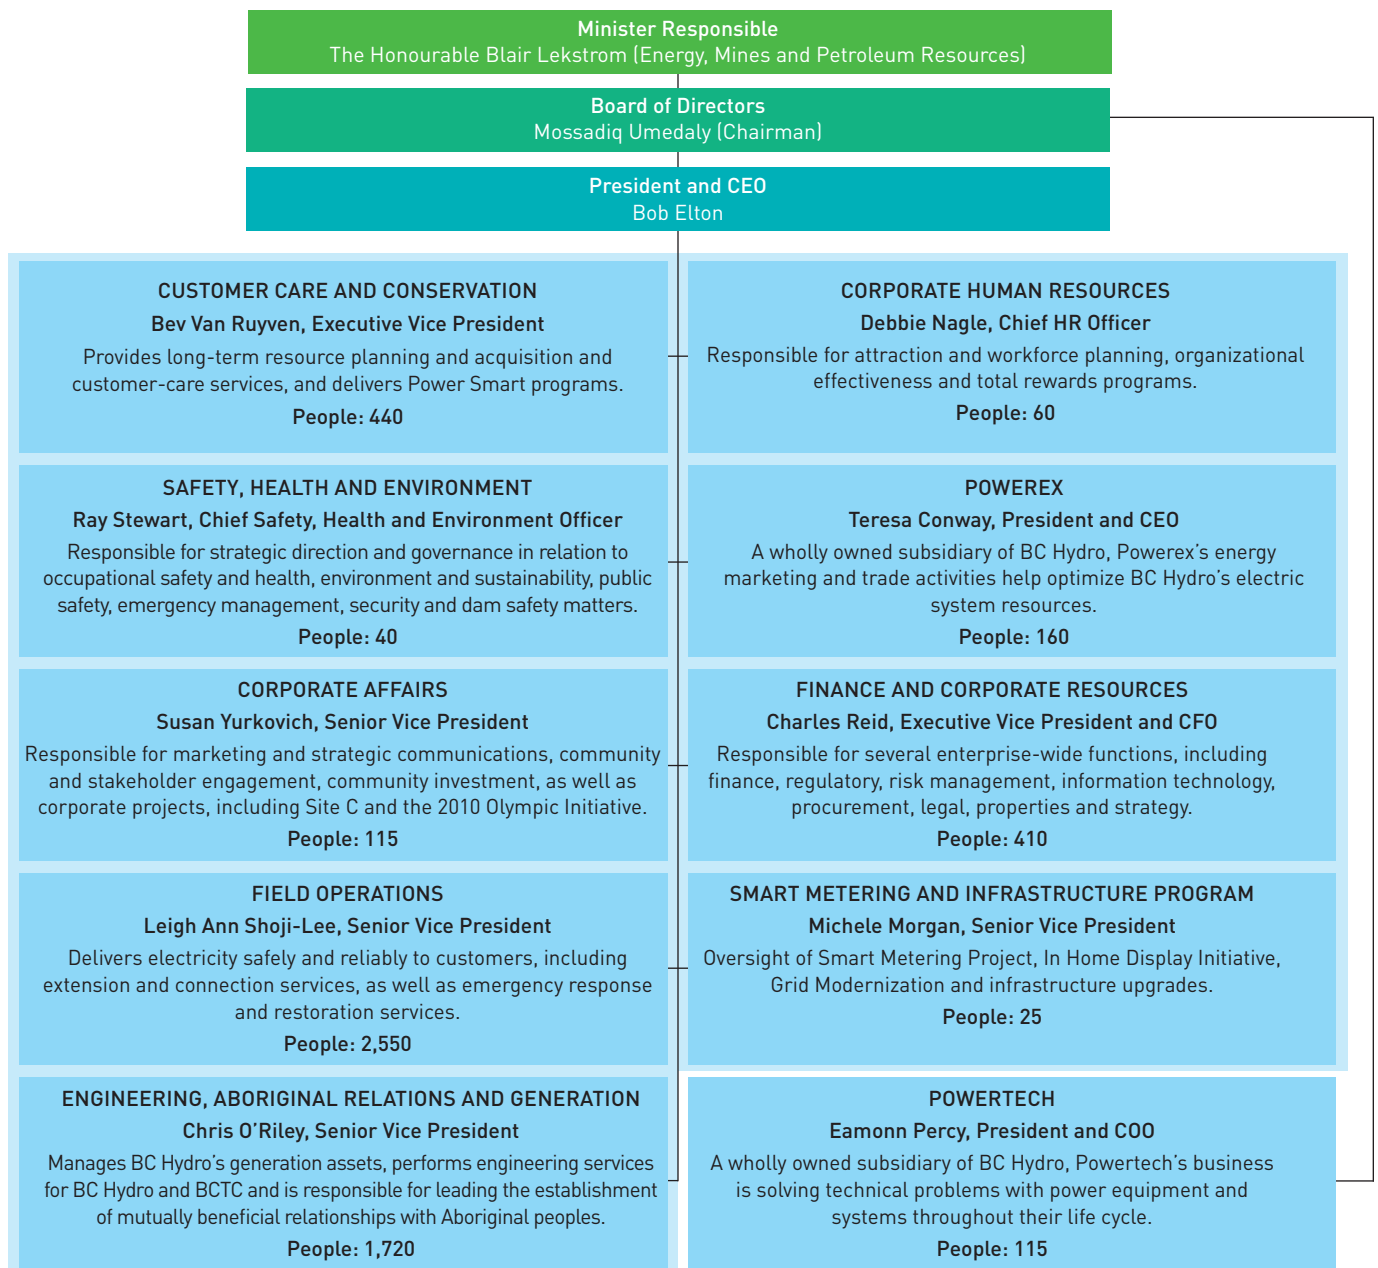 Minister Responsible
The Honourable Blair Lekstrom (Energy, Mines and Petroleum Resources)
Board of Directors
Mossadiq Umedaly (Chairman)
President and CEO
Bob Elton
CUSTOMER CARE AND CONSERVATION
Bev Van Ruyven, Executive Vice President
Provides long-term resource planning and acquisition and
customer-care services, and delivers Power Smart programs.
People: 440
CORPORATE HUMAN RESOURCES
Debbie Nagle, Chief HR Officer
Responsible for attraction and workforce planning, organizational
effectiveness and total rewards programs.
People: 60
SAFETY, HEALTH AND ENVIRONMENT
Ray Stewart, Chief Safety, Health and Environment Officer
Responsible for strategic direction and governance in relation to
occupational safety and health, environment and sustainability, public
safety, emergency management, security and dam safety matters.
People: 40
POWEREX
Teresa Conway, President and CEO
A wholly owned subsidiary of BC Hydro, Powerex’s energy
marketing and trade activities help optimize BC Hydro’s electric
system resources.
People: 160
CORPORATE AFFAIRS
Susan Yurkovich, Senior Vice President
Responsible for marketing and strategic communications, community
and stakeholder engagement, community investment, as well as
corporate projects, including Site C and the 2010 Olympic Initiative.
People: 115
FINANCE AND CORPORATE RESOURCES
Charles Reid, Executive Vice President and CFO
Responsible for several enterprise-wide functions, including
finance, regulatory, risk management, information technology,
procurement, legal, properties and strategy.
People: 410
FIELD OPERATIONS
Leigh Ann Shoji-Lee, Senior Vice President
Delivers electricity safely and reliably to customers, including
extension and connection services, as well as emergency response
and restoration services.
People: 2,550
SMART METERING AND INFRASTRUCTURE PROGRAM
Michele Morgan, Senior Vice President
Oversight of Smart Metering Project, In Home Display Initiative,
Grid Modernization and infrastructure upgrades.
People: 25
ENGINEERING, ABORIGINAL RELATIONS AND GENERATION
Chris O’Riley, Senior Vice President
Manages BC Hydro’s generation assets, performs engineering services
for BC Hydro and BCTC and is responsible for leading the establishment
of mutually beneficial relationships with Aboriginal peoples.
People: 1,720
POWERTECH
Eamonn Percy, President and COO
A wholly owned subsidiary of BC Hydro, Powertech’s business
is solving technical problems with power equipment and
systems throughout their life cycle.
People: 115